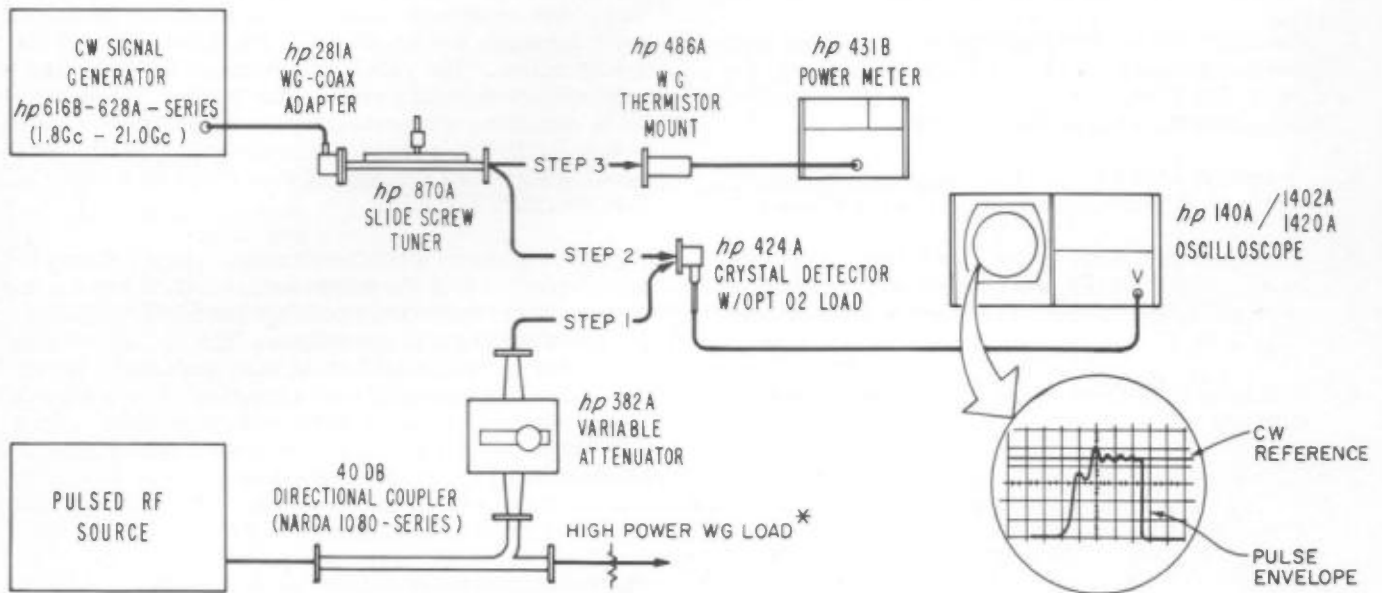 CW SIGNAL
GENERATOR
hp 616B-628A-SERIES
(1.8Gc - 21.0Gc)
hp 281A
WG-COAX
ADAPTER
hp 870A
SLIDE SCREW
TUNER
STEP 3
hp 486A
WG
THERMISTOR
MOUNT
hp 431B
POWER METER
STEP 2
STEP 1
hp 424A
CRYSTAL DETECTOR
W/OPT 02 LOAD
hp 140A / 1402A
1420A
OSCILLOSCOPE
V
hp 382A
VARIABLE
ATTENUATOR
PULSED RF
SOURCE
40 DB
DIRECTIONAL COUPLER
(NARDA 1080-SERIES)
HIGH POWER WG LOAD*
CW
REFERENCE
PULSE
ENVELOPE